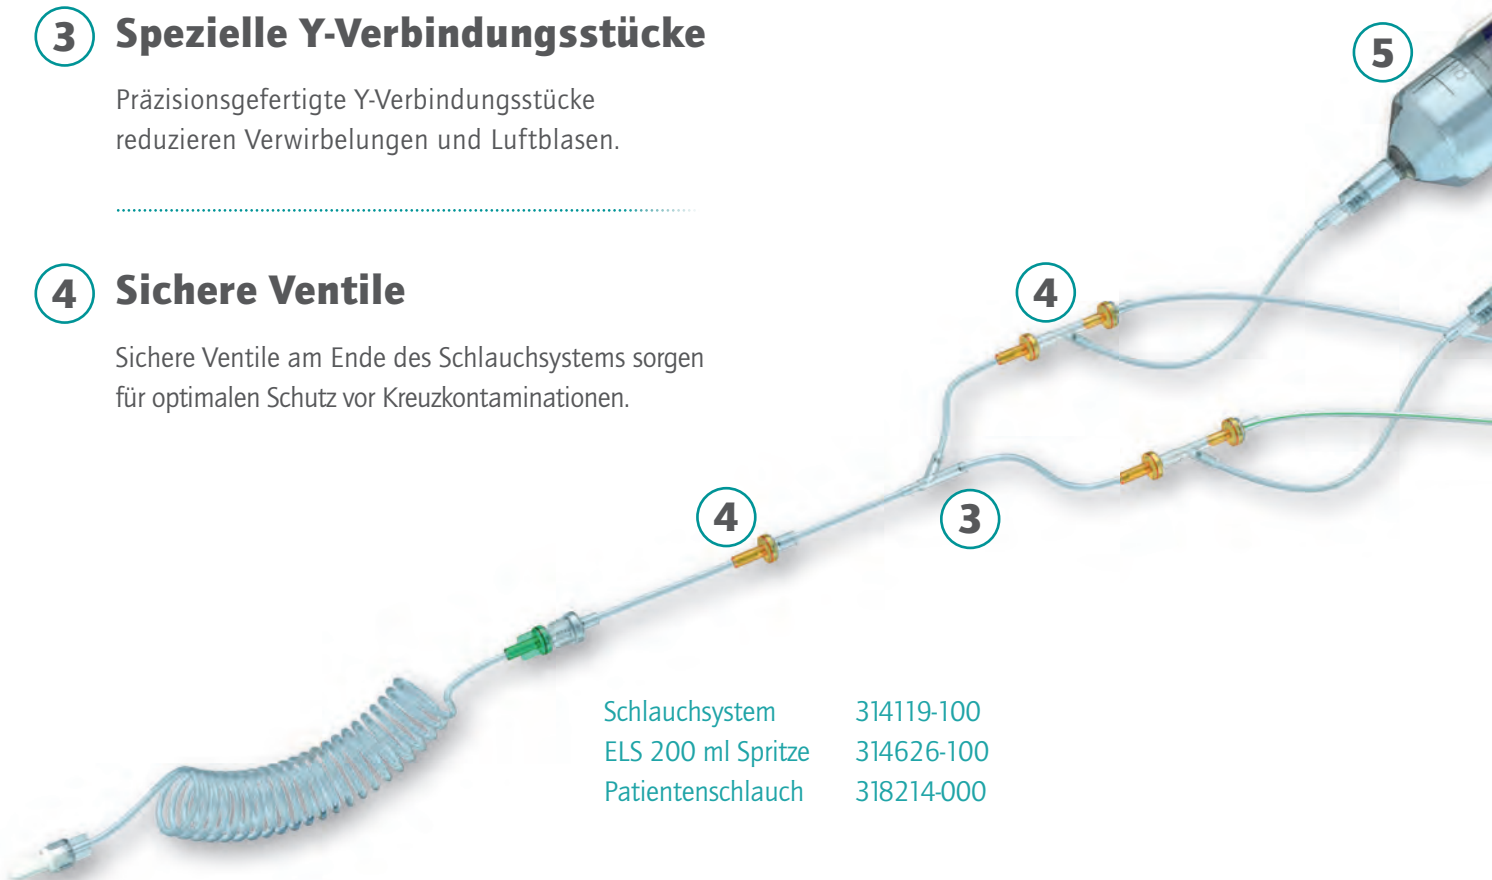 3 Spezielle Y-Verbindungsstücke
Präzisionsgefertigte Y-Verbindungsstücke
reduzieren Verwirbelungen und Luftblasen.
4 Sichere Ventile
Sichere Ventile am Ende des Schlauchsystems sorgen
für optimalen Schutz vor Kreuzkontaminationen.
5
4
4
3
Schlauchsystem 314119-100
ELS 200 ml Spritze 314626-100
Patientenschlauch 318214-000